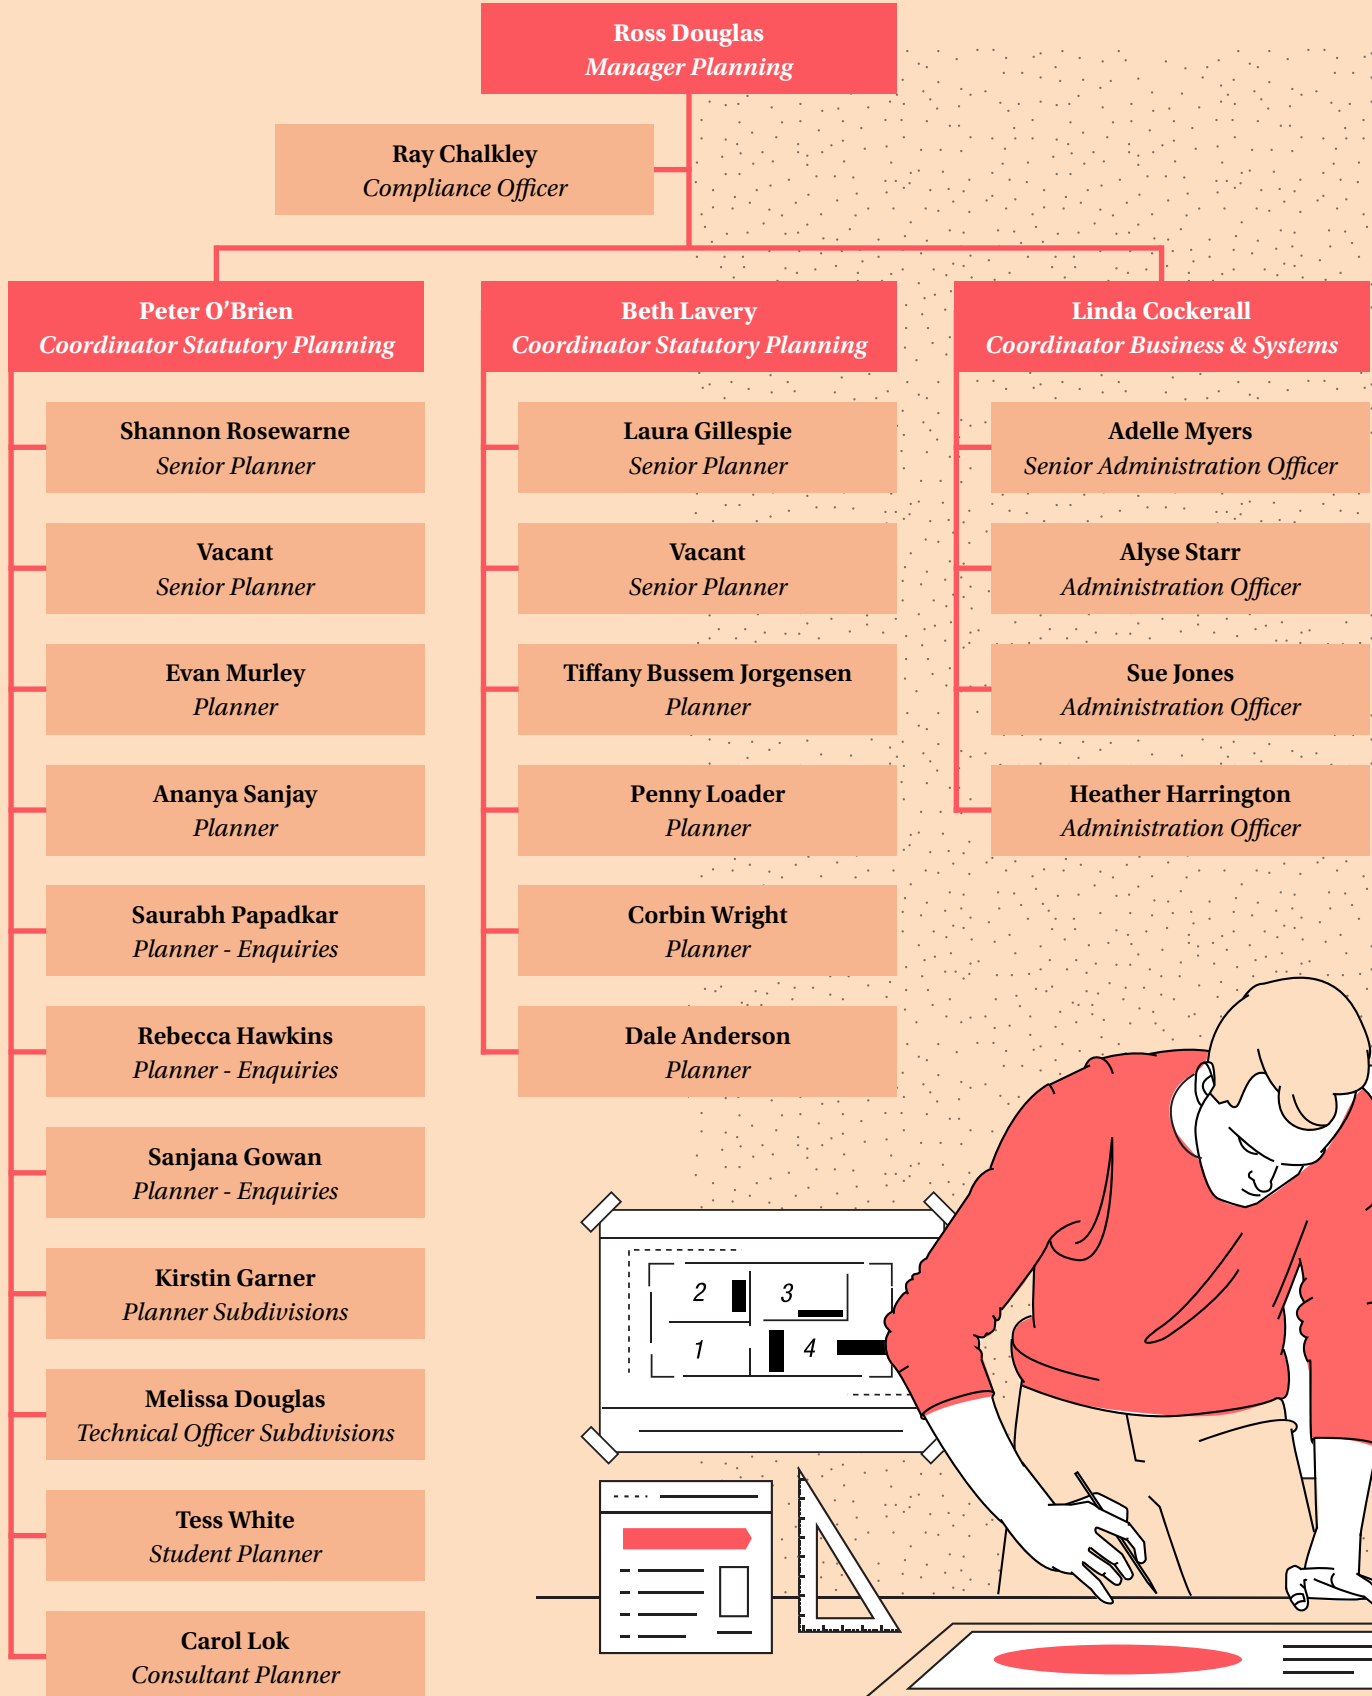 Ross Douglas
Manager Planning
Ray Chalkley
Compliance Officer
Peter O’Brien
Coordinator Statutory Planning
Shannon Rosewarne
Senior Planner
Vacant
Senior Planner
Evan Murley
Planner
Ananya Sanjay
Planner
Saurabh Papadkar
Planner - Enquiries
Rebecca Hawkins
Planner - Enquiries
Sanjana Gowan
Planner - Enquiries
Kirstin Garner
Planner Subdivisions
Melissa Douglas
Technical Officer Subdivisions
Tess White
Student Planner
Carol Lok
Consultant Planner
Beth Lavery
Coordinator Statutory Planning
Laura Gillespie
Senior Planner
Vacant
Senior Planner
Tiffany Bussem Jorgensen
Planner
Penny Loader
Planner
Corbin Wright
Planner
Dale Anderson
Planner
Linda Cockerall
Coordinator Business & Systems
Adelle Myers
Senior Administration Officer
Alyse Starr
Administration Officer
Sue Jones
Administration Officer
Heather Harrington
Administration Officer
2 3
1 4